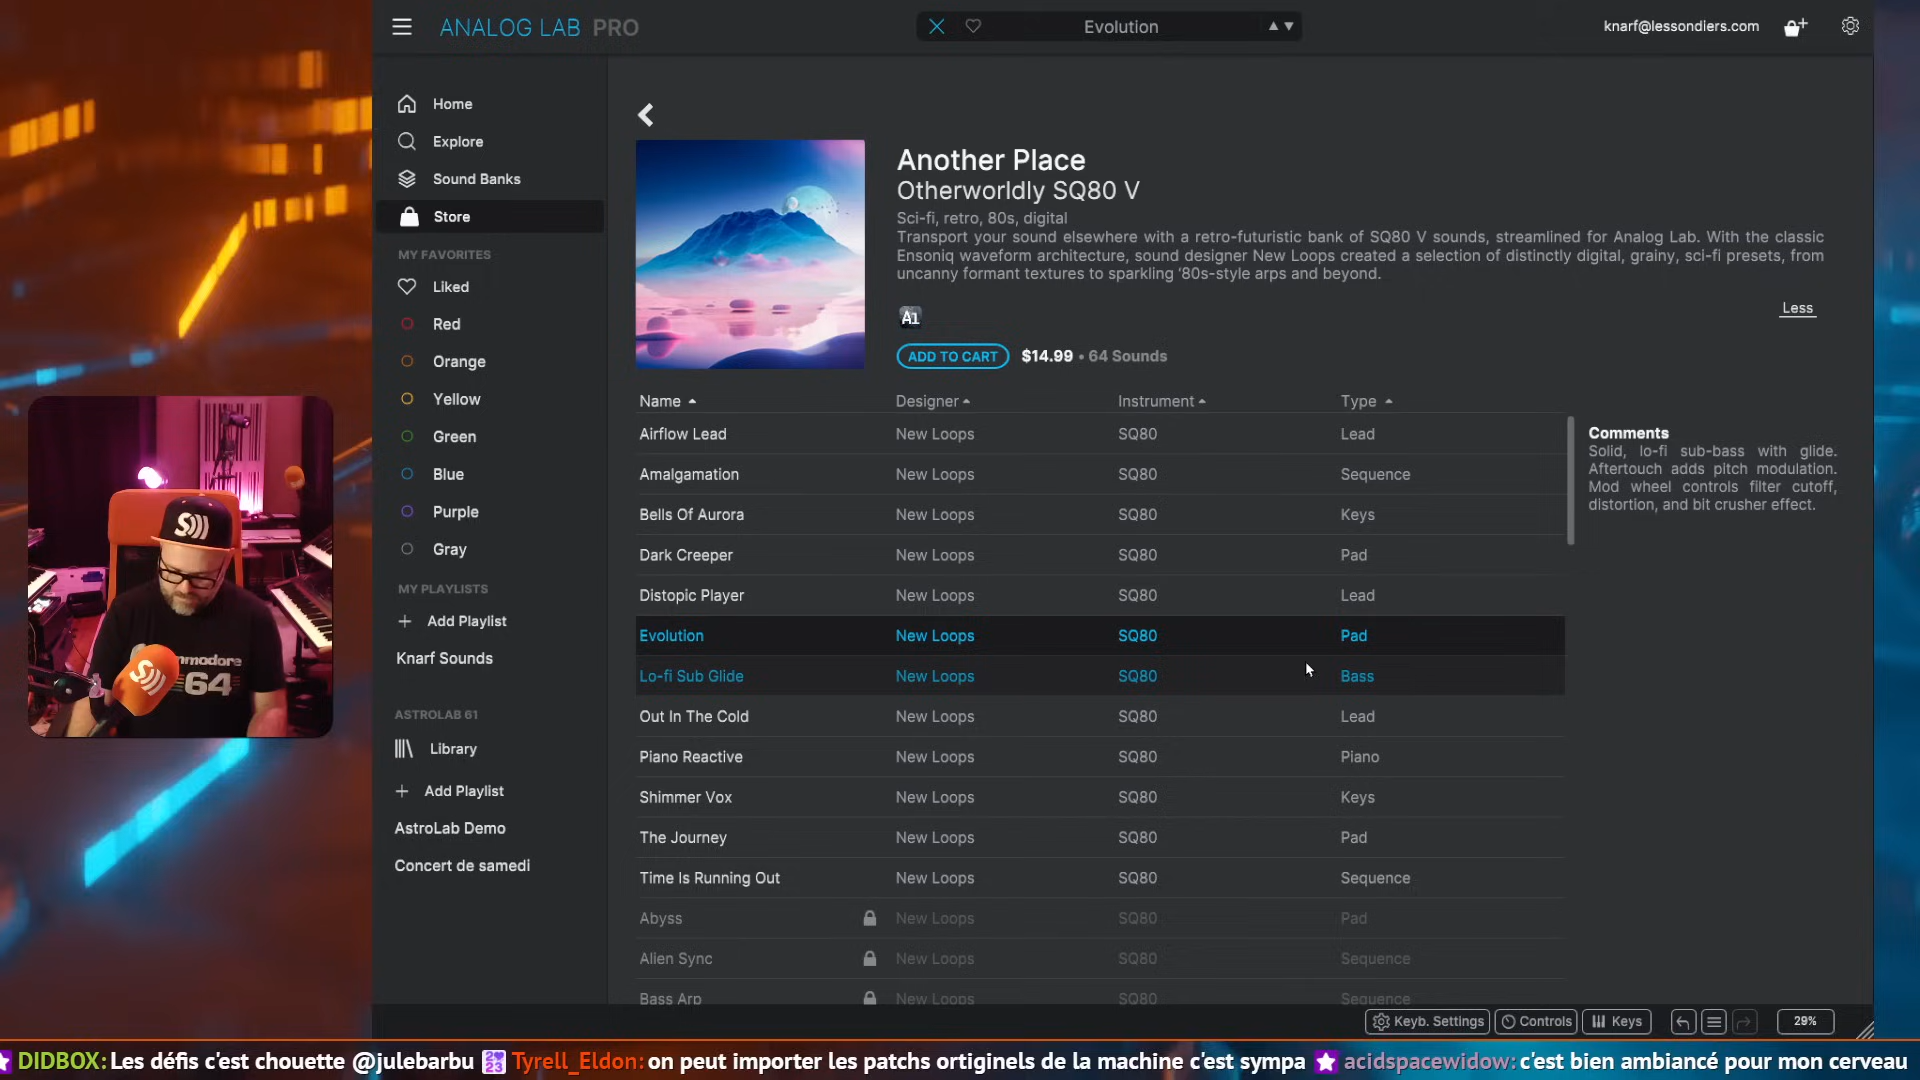 ANALOG LAB PRO
Evolution
knarf@lessondiers.com
Home
Explore
Sound Banks
Store
MY FAVORITES
Liked
Red
Orange
Yellow
Green
Blue
Purple
Gray
MY PLAYLISTS
Add Playlist
Knarf Sounds
ASTROLAB 61
Library
Add Playlist
AstroLab Demo
Concert de samedi
Another Place
Otherworldly SQ80 V
Sci-fi, retro, 80s, digital
Transport your sound elsewhere with a retro-futuristic bank of SQ80 V sounds, streamlined for Analog Lab. With the classic
Ensoniq waveform architecture, sound designer New Loops created a selection of distinctly digital, grainy, sci-fi presets, from
uncanny formant textures to sparkling '80s-style arps and beyond.
Less
ADD TO CART $14.99 • 64 Sounds
Name Designer Instrument Type
Airflow Lead New Loops SQ80 Lead
Amalgamation New Loops SQ80 Sequence
Bells Of Aurora New Loops SQ80 Keys
Dark Creeper New Loops SQ80 Pad
Distopic Player New Loops SQ80 Lead
Evolution New Loops SQ80 Pad
Lo-fi Sub Glide New Loops SQ80 Bass
Out In The Cold New Loops SQ80 Lead
Piano Reactive New Loops SQ80 Piano
Shimmer Vox New Loops SQ80 Keys
The Journey New Loops SQ80 Pad
Time Is Running Out New Loops SQ80 Sequence
Abyss New Loops SQ80 Pad
Alien Sync New Loops SQ80 Sequence
Bass Arp New Loops SQ80 Sequence
Comments
Solid, lo-fi sub-bass with glide.
Aftertouch adds pitch modulation.
Mod wheel controls filter cutoff,
distortion, and bit crusher effect.
Keyb. Settings Controls Keys 29%
64
DIDBOX: Les défis c'est chouette @julebarbu Tyrell_Eldon: on peut importer les patchs ortiginels de la machine c'est sympa acidspacewidow: c'est bien ambiancé pour mon cerveau